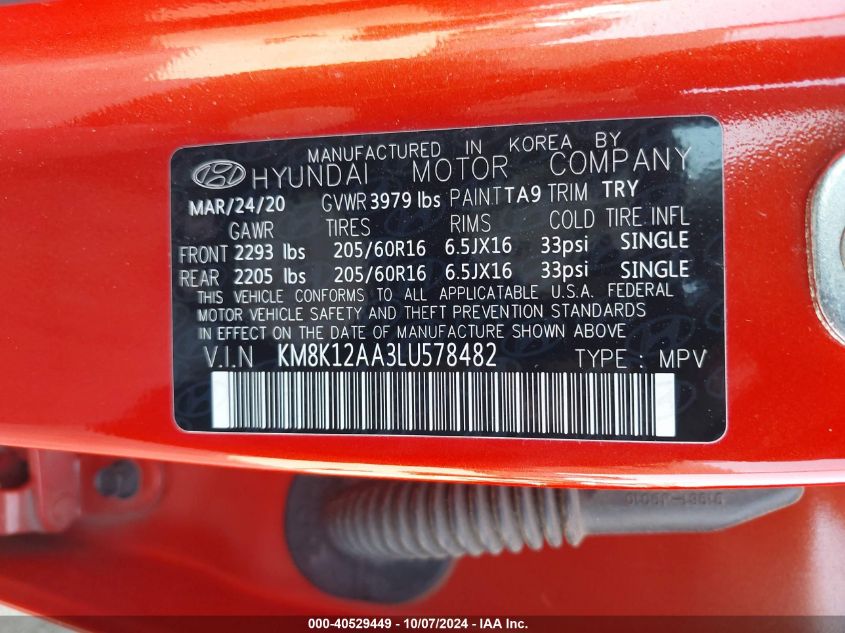 MANUFACTURED IN KOREA BY
HYUNDAI MOTOR COMPANY
MAR/24/20 GVWR 3979 lbs PAINT TA9 TRIM TRY
GAWR TIRES RIMS COLD TIRE INFL
FRONT 2293 lbs 205/60R16 6.5JX16 33psi SINGLE
REAR 2205 lbs 205/60R16 6.5JX16 33psi SINGLE
THIS VEHICLE CONFORMS TO ALL APPLICATABLE U.S.A. FEDERAL
MOTOR VEHICLE SAFETY AND THEFT PREVENTION STANDARDS
IN EFFECT ON THE DATE OF MANUFACTURE SHOWN ABOVE
V.I.N KM8K12AA3LU578482 TYPE : MPV
000-40529449 - 10/07/2024 - IAA Inc.